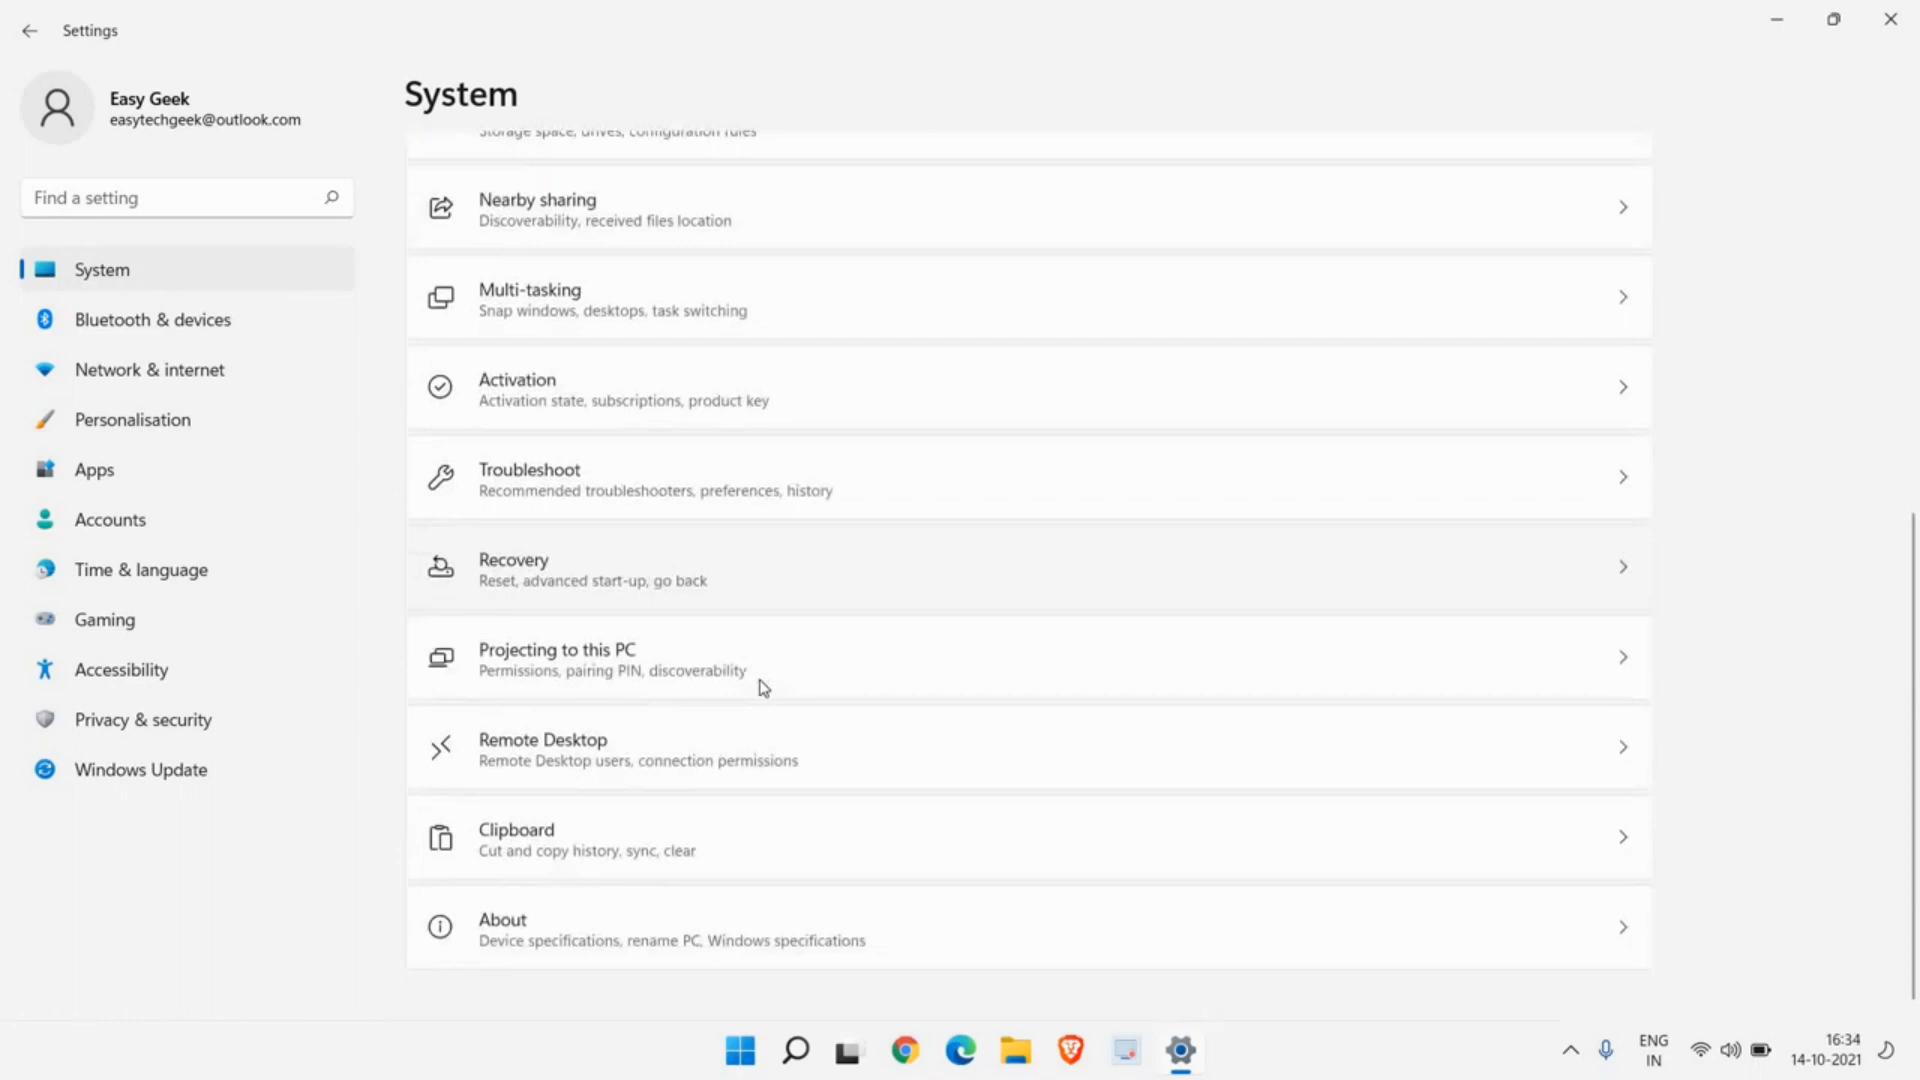 Settings
Easy Geek
easytechgeek@outlook.com
Find a setting
System
Bluetooth & devices
Network & internet
Personalisation
Apps
Accounts
Time & language
Gaming
Accessibility
Privacy & security
Windows Update
System
Storage space, drives, configuration rules
Nearby sharing
Discoverability, received files location
Multi-tasking
Snap windows, desktops, task switching
Activation
Activation state, subscriptions, product key
Troubleshoot
Recommended troubleshooters, preferences, history
Recovery
Reset, advanced start-up, go back
Projecting to this PC
Permissions, pairing PIN, discoverability
Remote Desktop
Remote Desktop users, connection permissions
Clipboard
Cut and copy history, sync, clear
About
Device specifications, rename PC, Windows specifications
ENG
IN
16:34
14-10-2021